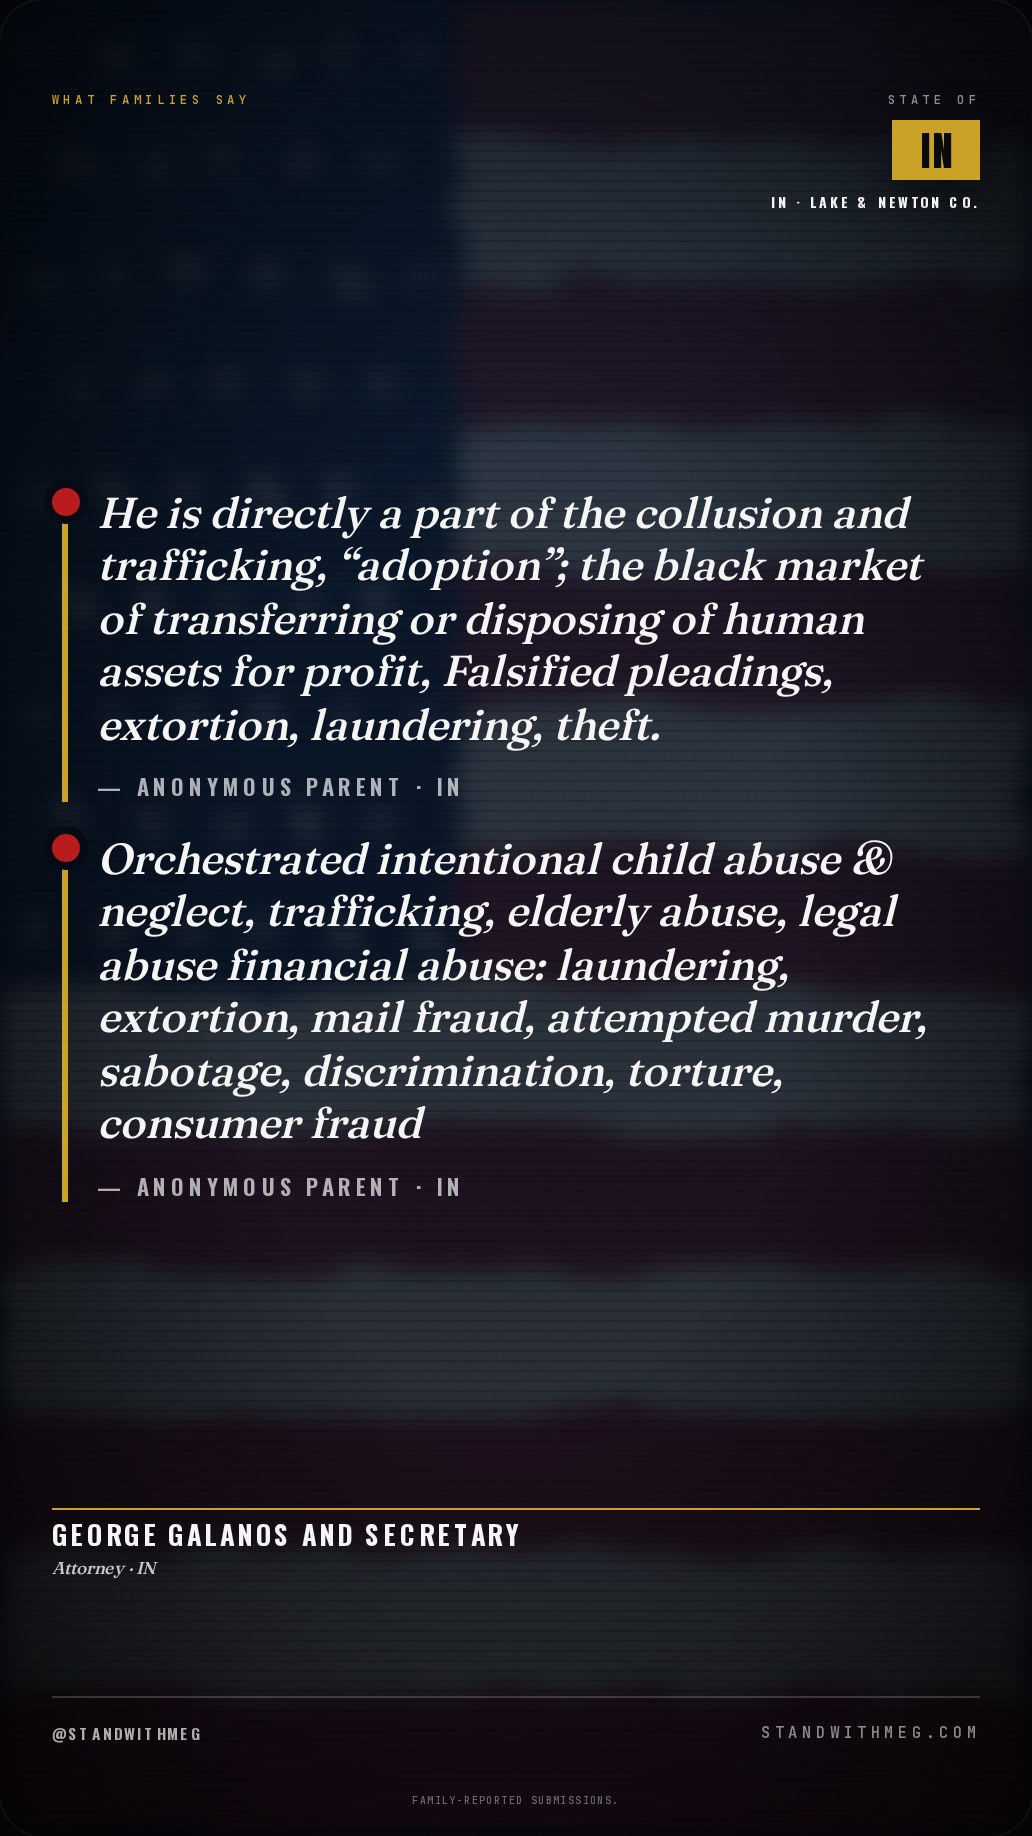 WHAT FAMILIES SAY
STATE OF
IN
IN · LAKE & NEWTON CO.
He is directly a part of the collusion and
trafficking, “adoption”; the black market
of transferring or disposing of human
assets for profit, Falsified pleadings,
extortion, laundering, theft.
— ANONYMOUS PARENT · IN
Orchestrated intentional child abuse &
neglect, trafficking, elderly abuse, legal
abuse financial abuse: laundering,
extortion, mail fraud, attempted murder,
sabotage, discrimination, torture,
consumer fraud
— ANONYMOUS PARENT · IN
GEORGE GALANOS AND SECRETARY
Attorney · IN
@STANDWITHMEG
STANDWITHMEG.COM
FAMILY-REPORTED SUBMISSIONS.